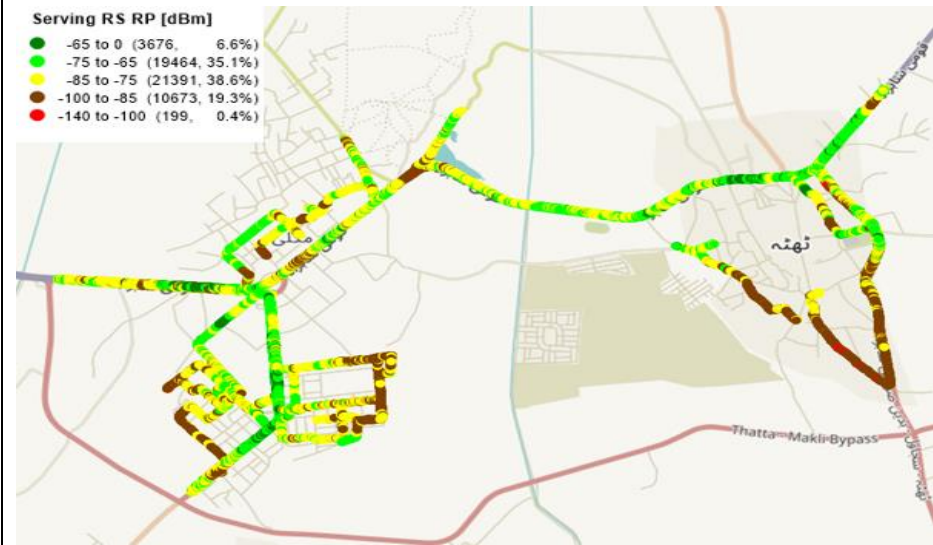 Serving RS RP [dBm]
-65 to 0 (3676, 6.6%)
-75 to -65 (19464, 35.1%)
-85 to -75 (21391, 38.6%)
-100 to -85 (10673, 19.3%)
-140 to -100 (199, 0.4%)
قومی شاہراہ
ٹھٹہ
Thatta - Makli Bypass